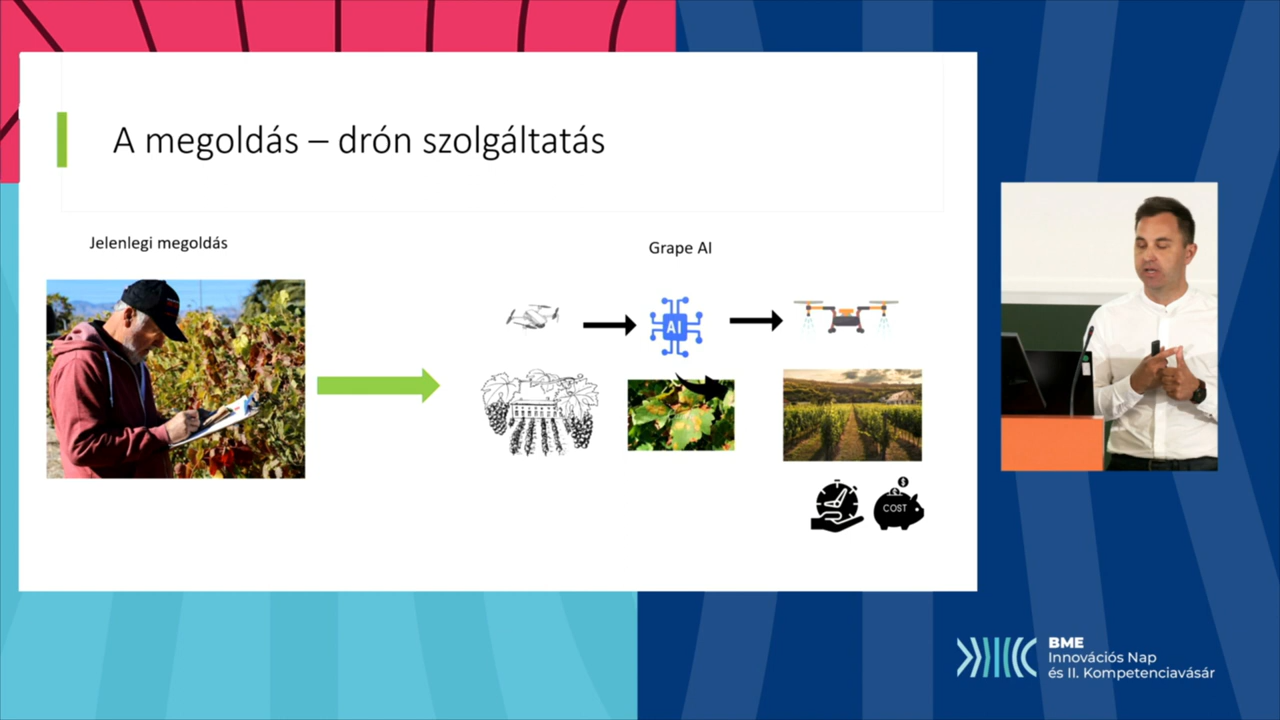 A megoldás – drón szolgáltatás
Jelenlegi megoldás
Grape AI
AI
COST
BME
Innovációs Nap
és II. Kompetenciavásár